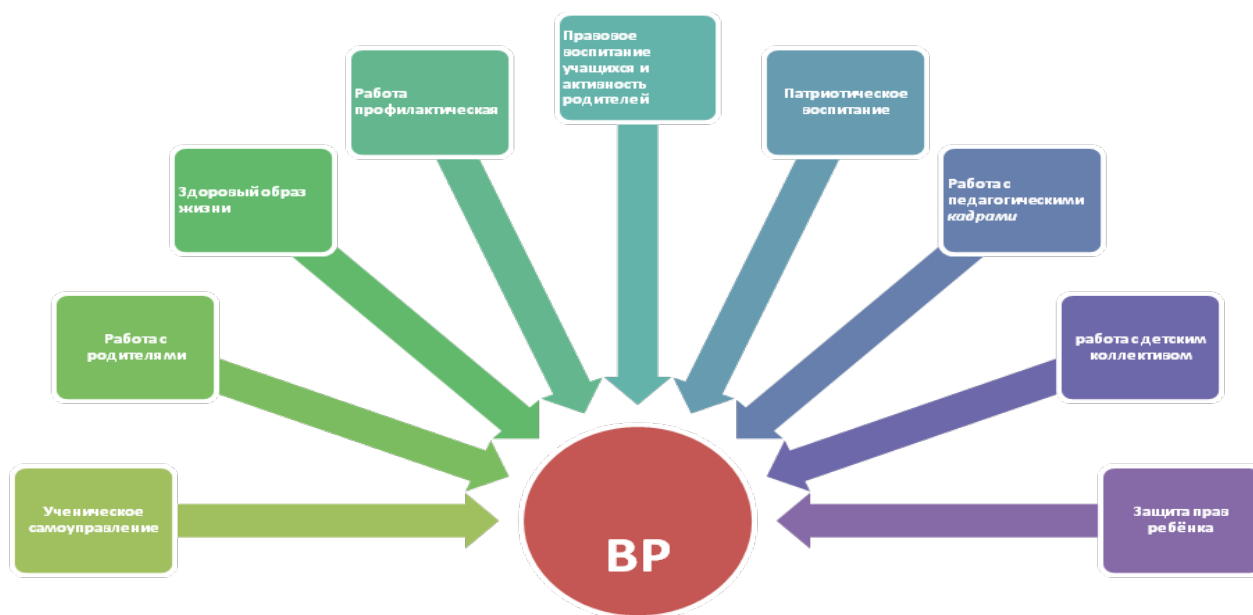 Ученическое
самоуправление
Работа с
родителями
Здоровый образ
жизни
Работа
профилактическая
Правовое
воспитание
учащихся и
активность
родителей
Патриотическое
воспитание
Работа с
педагогическими
кадрами
работа с детским
коллективом
Защита прав
ребёнка
ВР